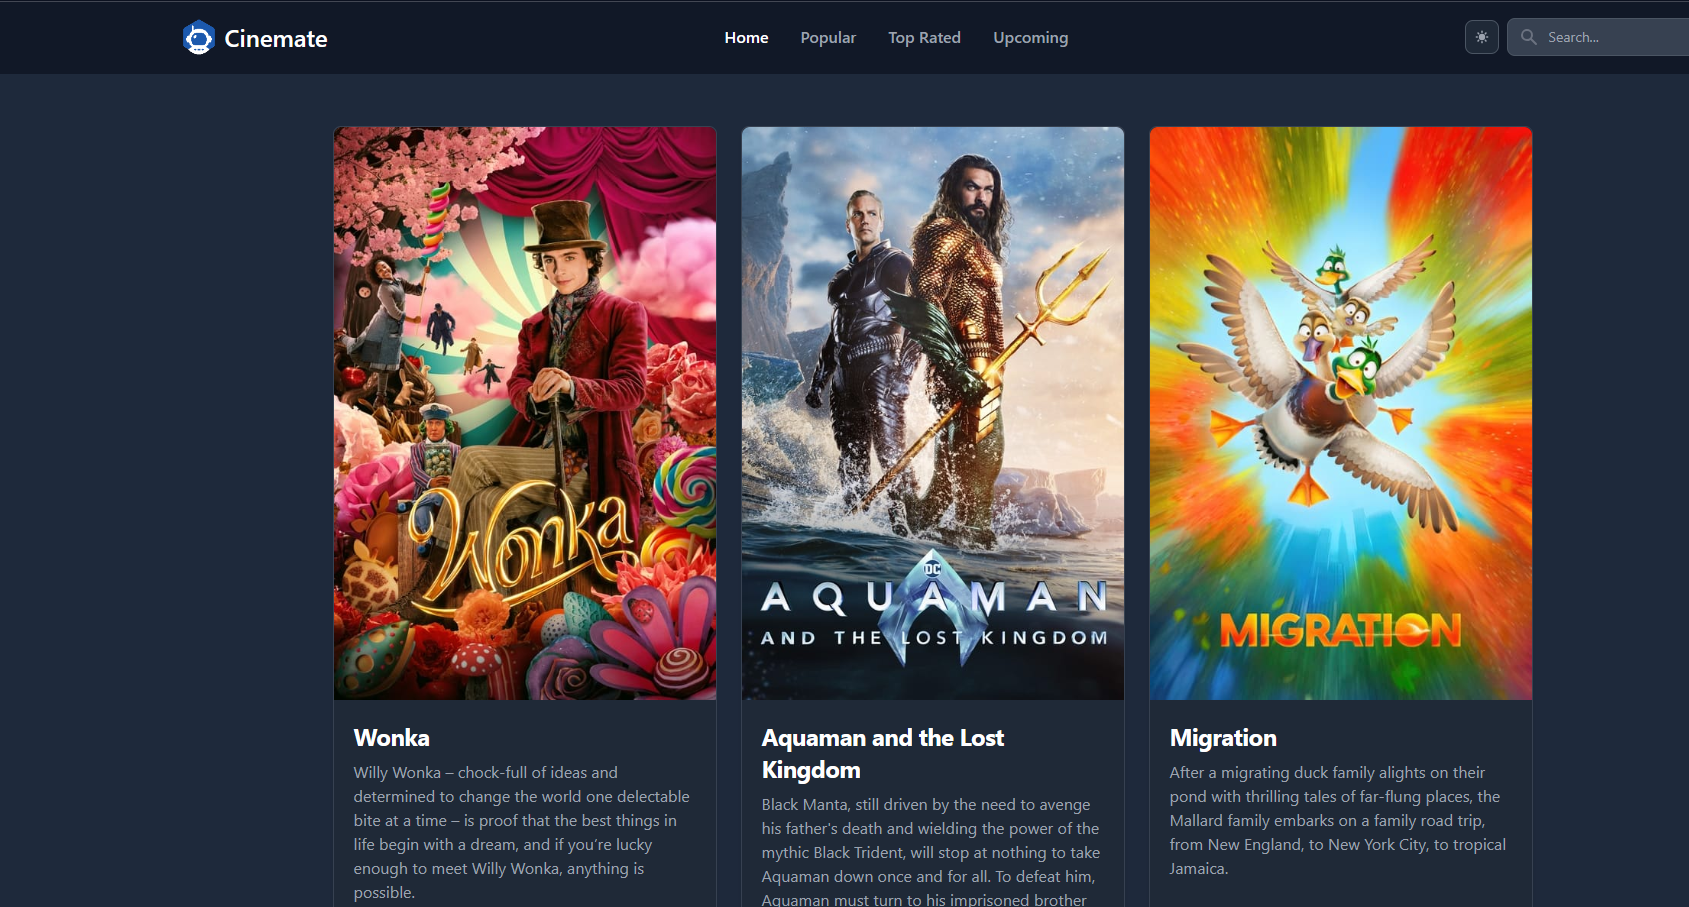 Cinemate
Home Popular Top Rated Upcoming
Search...
Wonka
DC
AQUAMAN
AND THE LOST KINGDOM
MIGRATION
Wonka
Willy Wonka – chock-full of ideas and
determined to change the world one delectable
bite at a time – is proof that the best things in
life begin with a dream, and if you’re lucky
enough to meet Willy Wonka, anything is
possible.
Aquaman and the Lost
Kingdom
Black Manta, still driven by the need to avenge
his father's death and wielding the power of the
mythic Black Trident, will stop at nothing to take
Aquaman down once and for all. To defeat him,
Aquaman must turn to his imprisoned brother
Migration
After a migrating duck family alights on their
pond with thrilling tales of far-flung places, the
Mallard family embarks on a family road trip,
from New England, to New York City, to tropical
Jamaica.